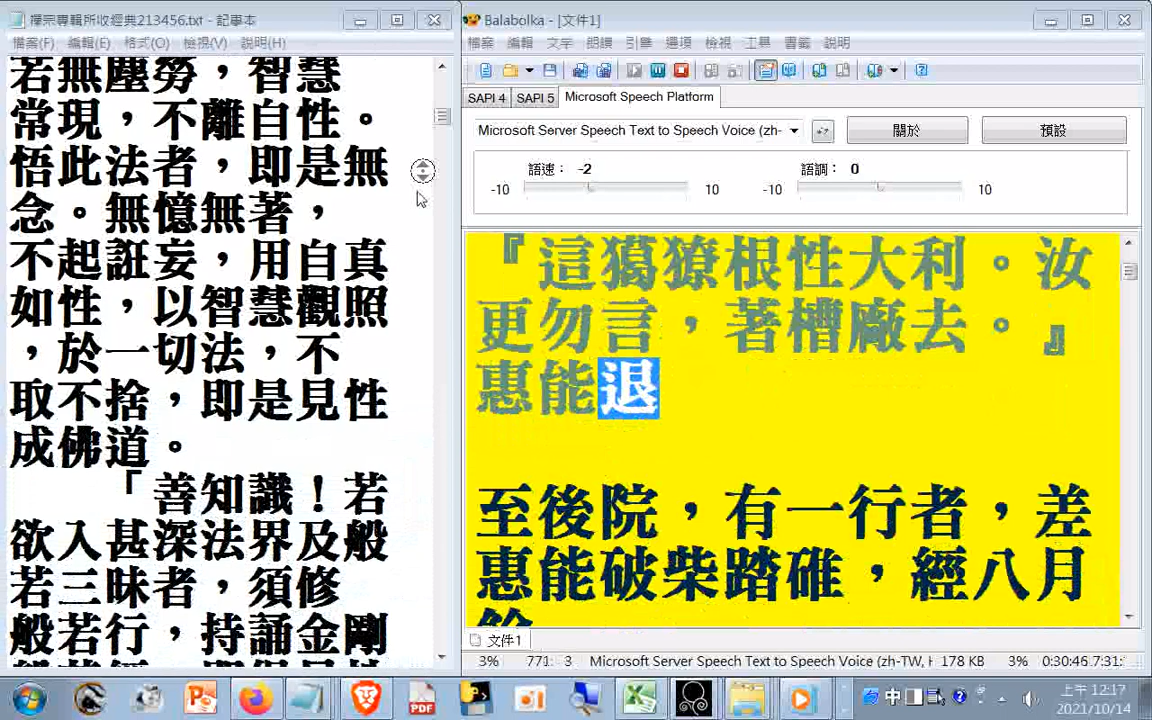 禪宗專輯所收經典213456.txt - 記事本
檔案(F) 編輯(E) 格式(O) 檢視(V) 說明(H)
若無塵勞，智慧
常現，不離自性。
悟此法者，即是無
念。無憶無著，
不起誑妄，用自真
如性，以智慧觀照
，於一切法，不
取不捨，即是見性
成佛道。
「善知識！若
欲入甚深法界及般
若三昧者，須修
般若行，持誦金剛
Balabolka - [文件1]
檔案 編輯 文字 朗讀 引擎 選項 檢視 工具 書籤 說明
SAPI 4 SAPI 5 Microsoft Speech Platform
Microsoft Server Speech Text to Speech Voice (zh- 關於 預設
語速： -2 語調： 0
-10 10 -10 10
『這獦獠根性大利。汝
更勿言，著槽廠去。』
惠能退
至後院，有一行者，差
惠能破柴踏碓，經八月
文件1
3% 771: 3 Microsoft Server Speech Text to Speech Voice (zh-TW, H 178 KB 3% 0:30:46.7:31:
中 上午 12:17
2021/10/14